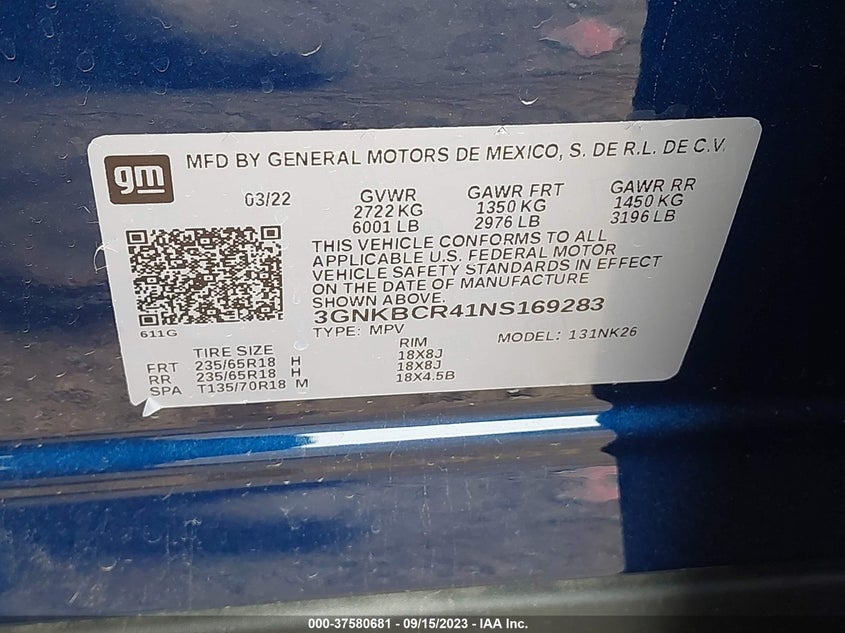 gm
MFD BY GENERAL MOTORS DE MEXICO, S. DE R.L. DE C.V.
03/22
GVWR
2722 KG
6001 LB
GAWR FRT
1350 KG
2976 LB
GAWR RR
1450 KG
3196 LB
THIS VEHICLE CONFORMS TO ALL
APPLICABLE U.S. FEDERAL MOTOR
VEHICLE SAFETY STANDARDS IN EFFECT
ON THE DATE OF MANUFACTURE
SHOWN ABOVE.
3GNKBCR41NS169283
TYPE: MPV
MODEL: 131NK26
611G
TIRE SIZE RIM
FRT 235/65R18 H 18X8J
RR 235/65R18 H 18X8J
SPA T135/70R18 M 18X4.5B
000-37580681 - 09/15/2023 - IAA Inc.